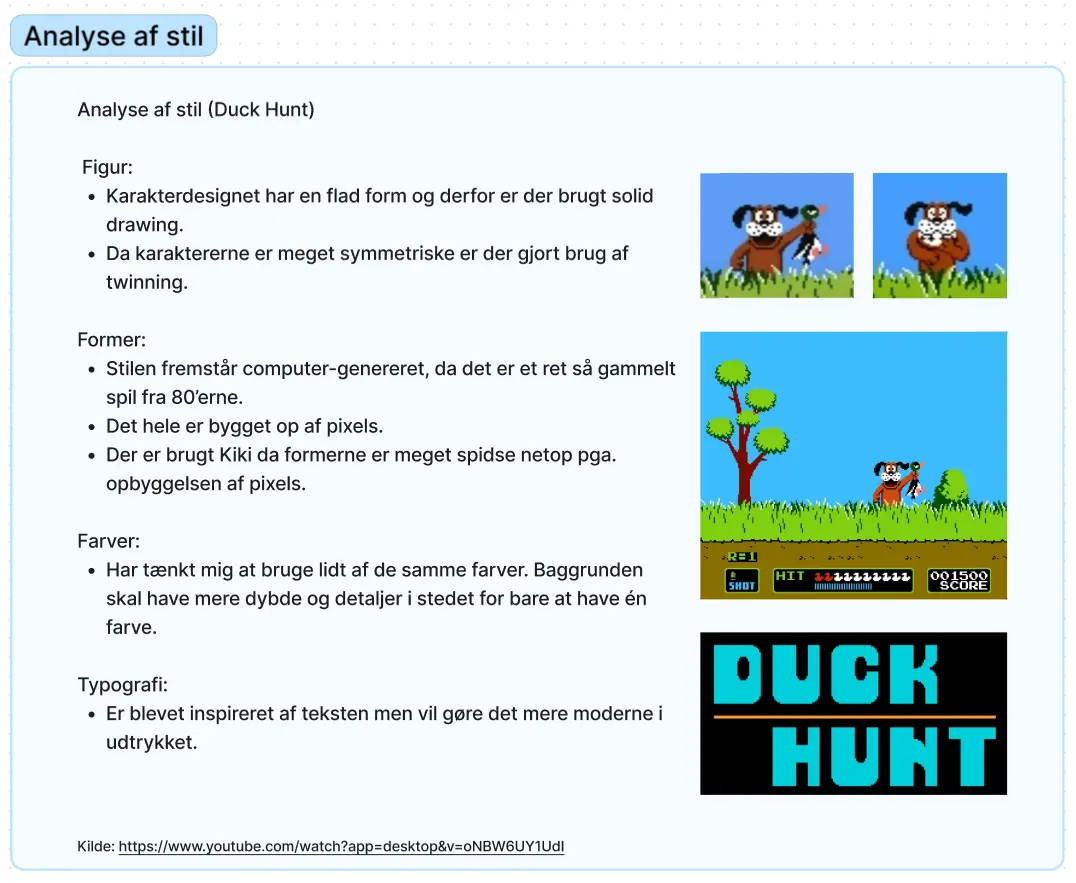 Analyse af stil
Analyse af stil (Duck Hunt)
Figur:
• Karakterdesignet har en flad form og derfor er der brugt solid
drawing.
• Da karaktererne er meget symmetriske er der gjort brug af
twinning.
Former:
• Stilen fremstår computer-genereret, da det er et ret så gammelt
spil fra 80’erne.
• Det hele er bygget op af pixels.
• Der er brugt Kiki da formerne er meget spidse netop pga.
opbyggelsen af pixels.
Farver:
• Har tænkt mig at bruge lidt af de samme farver. Baggrunden
skal have mere dybde og detaljer i stedet for bare at have én
farve.
Typografi:
• Er blevet inspireret af teksten men vil gøre det mere moderne i
udtrykket.
Kilde: https://www.youtube.com/watch?app=desktop&v=oNBW6UY1UdI
R=1
SHOT
HIT
001500
SCORE
DUCK
HUNT